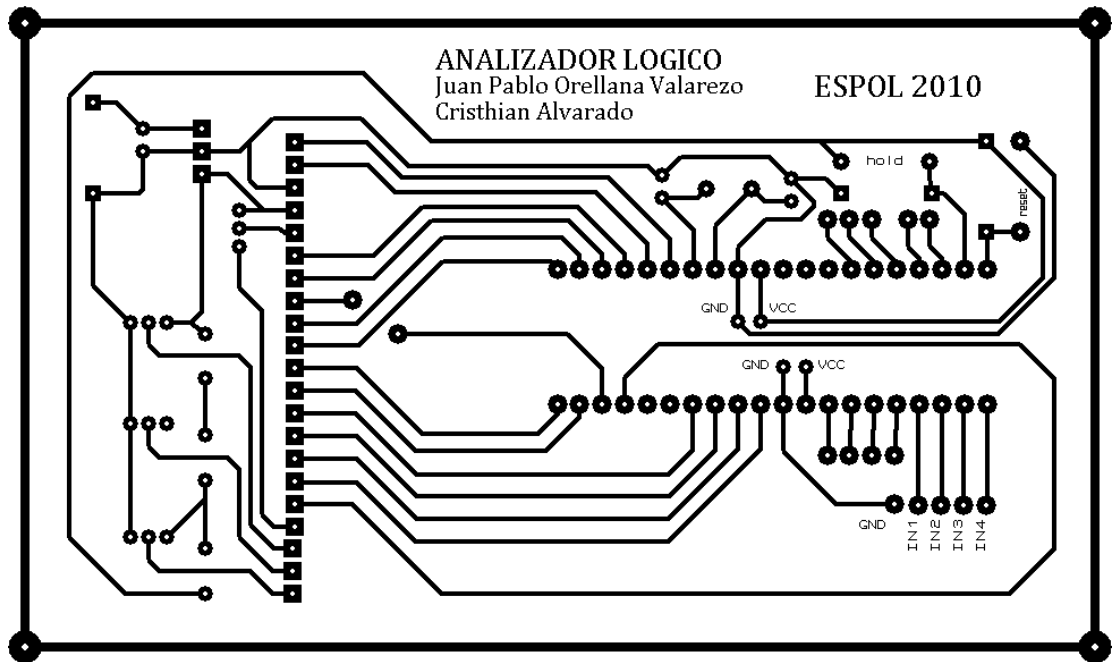 ANALIZADOR LOGICO
Juan Pablo Orellana Valarezo
Cristhian Alvarado
ESPOL 2010
hold
reset
GND
VCC
GND
VCC
GND
IN1
IN2
IN3
IN4